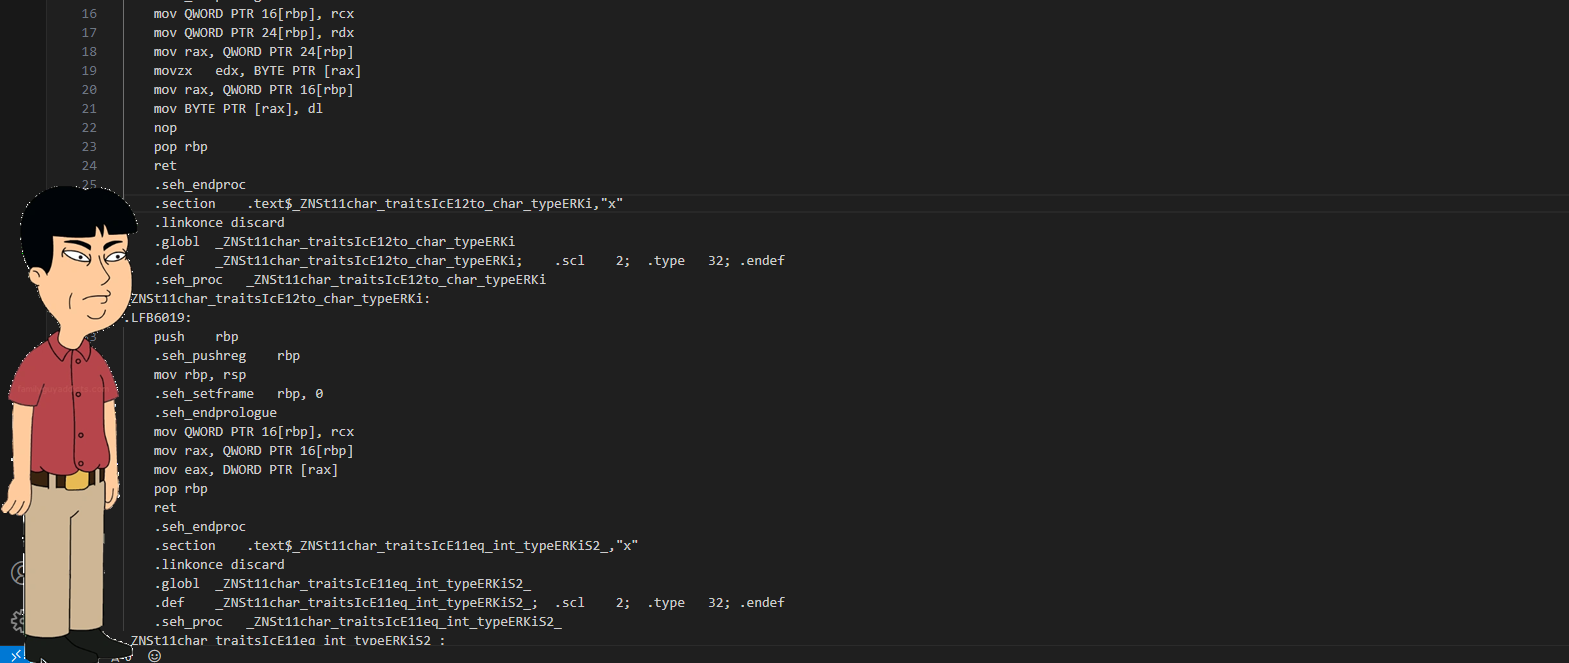 16 mov QWORD PTR 16[rbp], rcx
17 mov QWORD PTR 24[rbp], rdx
18 mov rax, QWORD PTR 24[rbp]
19 movzx edx, BYTE PTR [rax]
20 mov rax, QWORD PTR 16[rbp]
21 mov BYTE PTR [rax], dl
22 nop
23 pop rbp
24 ret
25 .seh_endproc
.section .text$_ZNSt11char_traitsIcE12to_char_typeERKi,"x"
.linkonce discard
.globl _ZNSt11char_traitsIcE12to_char_typeERKi
.def _ZNSt11char_traitsIcE12to_char_typeERKi; .scl 2; .type 32; .endef
.seh_proc _ZNSt11char_traitsIcE12to_char_typeERKi
ZNSt11char_traitsIcE12to_char_typeERKi:
.LFB6019:
3 push rbp
.seh_pushreg rbp
mov rbp, rsp
.seh_setframe rbp, 0
.seh_endprologue
mov QWORD PTR 16[rbp], rcx
mov rax, QWORD PTR 16[rbp]
mov eax, DWORD PTR [rax]
pop rbp
ret
.seh_endproc
.section .text$_ZNSt11char_traitsIcE11eq_int_typeERKiS2_,"x"
.linkonce discard
.globl _ZNSt11char_traitsIcE11eq_int_typeERKiS2_
.def _ZNSt11char_traitsIcE11eq_int_typeERKiS2_; .scl 2; .type 32; .endef
.seh_proc _ZNSt11char_traitsIcE11eq_int_typeERKiS2_
ZNSt11char_traitsIcE11eq_int_typeERKiS2_: